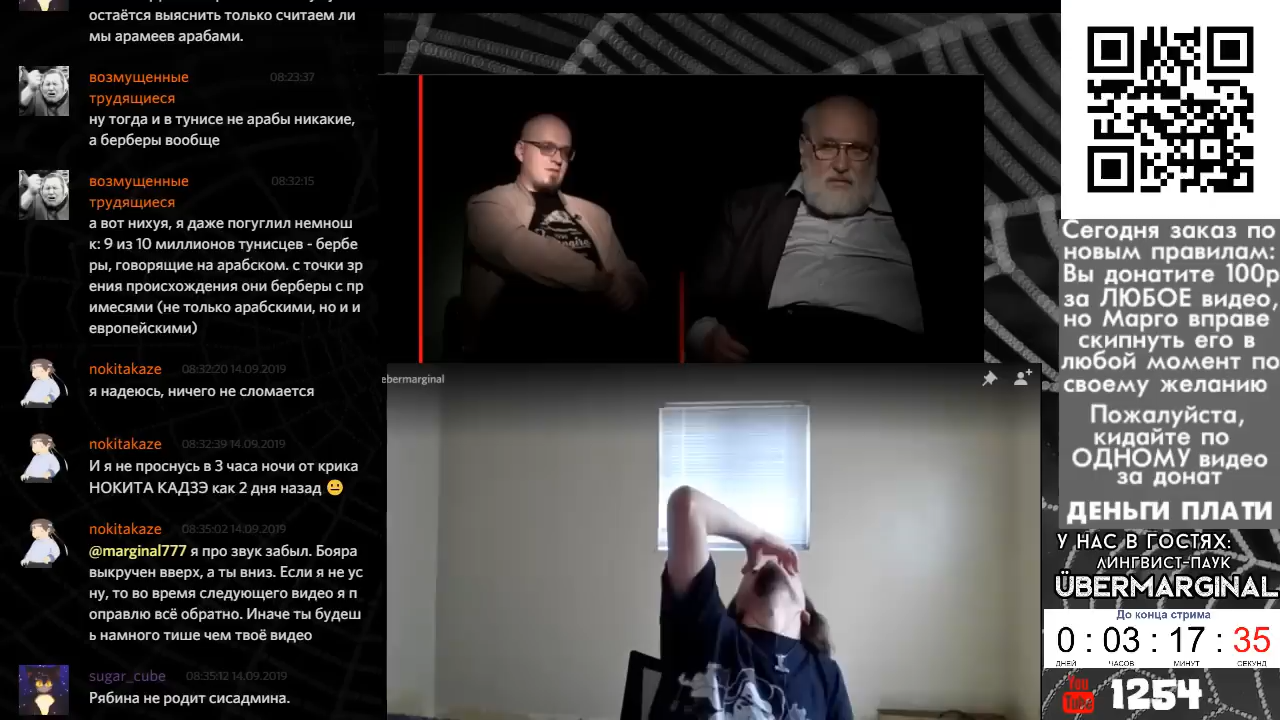 остаётся выяснить только считаем ли
мы арамеев арабами.
возмущенные
трудящиеся
08:23:37
ну тогда и в тунисе не арабы никакие,
а берберы вообще
возмущенные
трудящиеся
08:32:15
а вот нихуя, я даже погуглил немнош
к: 9 из 10 миллионов тунисцев - бербе
ры, говорящие на арабском. с точки зр
ения происхождения они берберы с пр
имесями (не только арабскими, но и и
европейскими)
nokitakaze 08:32:20 14.09.2019
я надеюсь, ничего не сломается
nokitakaze 08:32:39 14.09.2019
И я не проснусь в 3 часа ночи от крика
НОКИТА КАДЗЭ как 2 дня назад 😐
nokitakaze 08:35:02 14.09.2019
@marginal777 я про звук забыл. Бояра
выкручен вверх, а ты вниз. Если я не ус
ну, то во время следующего видео я п
оправлю всё обратно. Иначе ты будеш
ь намного тише чем твоё видео
sugar_cube 08:35:12 14.09.2019
Рябина не родит сисадмина.
ebermarginal
Сегодня заказ по
новым правилам:
Вы донатите 100р
за ЛЮБОЕ видео,
но Марго вправе
скипнуть его в
любой момент по
своему желанию
Пожалуйста,
кидайте по
ОДНОМУ видео
за донат
ДЕНЬГИ ПЛАТИ
У НАС В ГОСТЯХ:
ЛИНГВИСТ-ПАУК
ÜBERMARGINAL
До конца стрима
0 : 03 : 17 : 35
ДНЕЙ ЧАСОВ МИНУТ СЕКУНД
You
Tube
1254